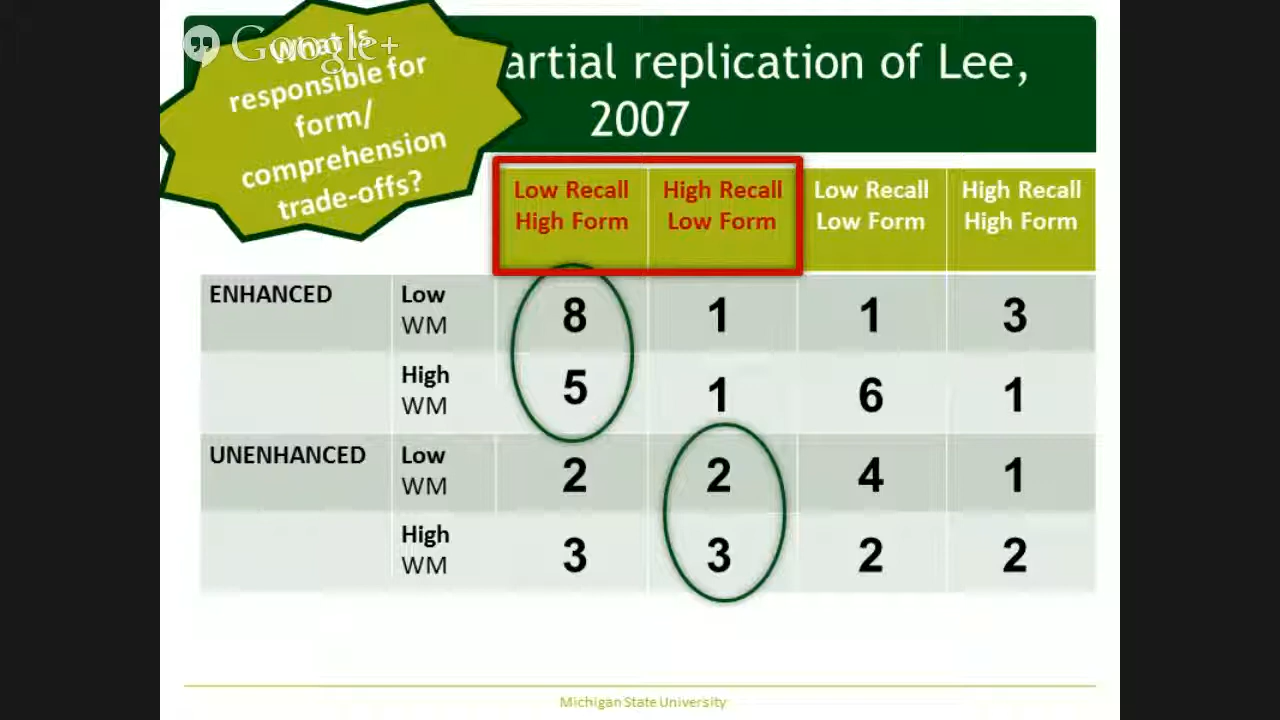 Google+
What is
responsible for
form/
comprehension
trade-offs?
artial replication of Lee,
2007
Low Recall High Recall Low Recall High Recall
High Form Low Form Low Form High Form
ENHANCED Low WM 8 1 1 3
High WM 5 1 6 1
UNENHANCED Low WM 2 2 4 1
High WM 3 3 2 2
Michigan State University